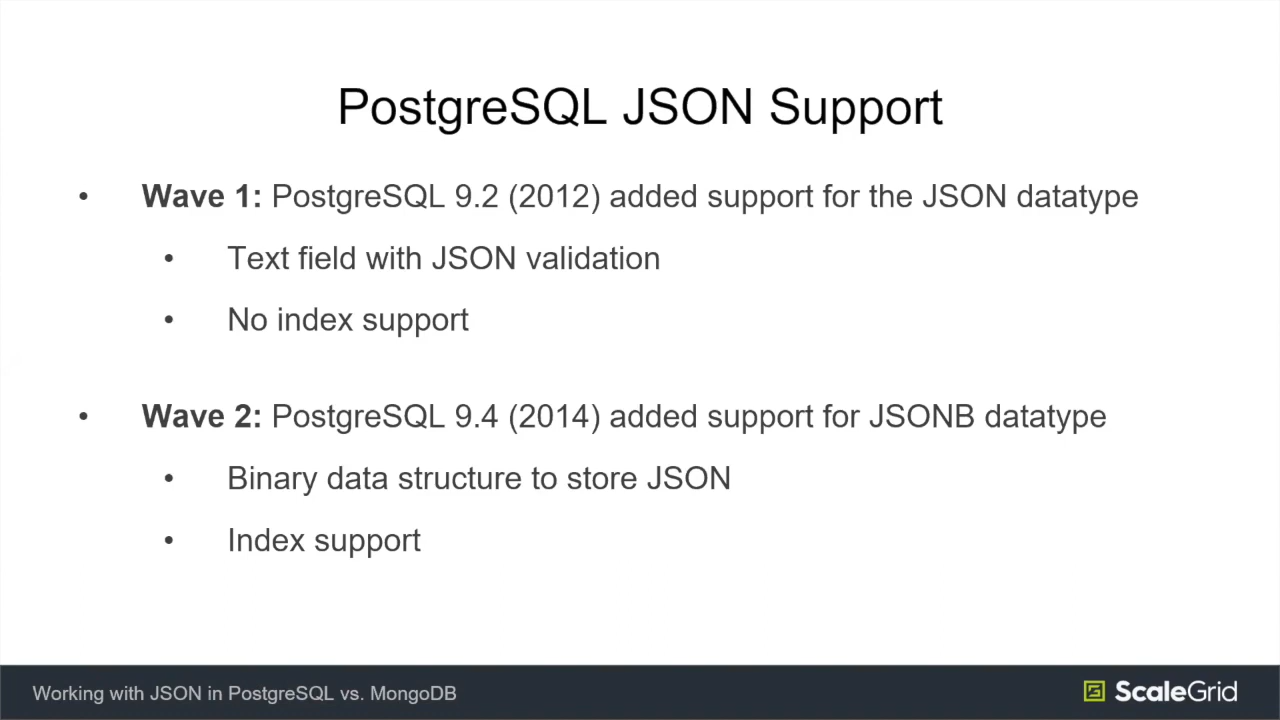 PostgreSQL JSON Support
• Wave 1: PostgreSQL 9.2 (2012) added support for the JSON datatype
• Text field with JSON validation
• No index support
• Wave 2: PostgreSQL 9.4 (2014) added support for JSONB datatype
• Binary data structure to store JSON
• Index support
Working with JSON in PostgreSQL vs. MongoDB
ScaleGrid